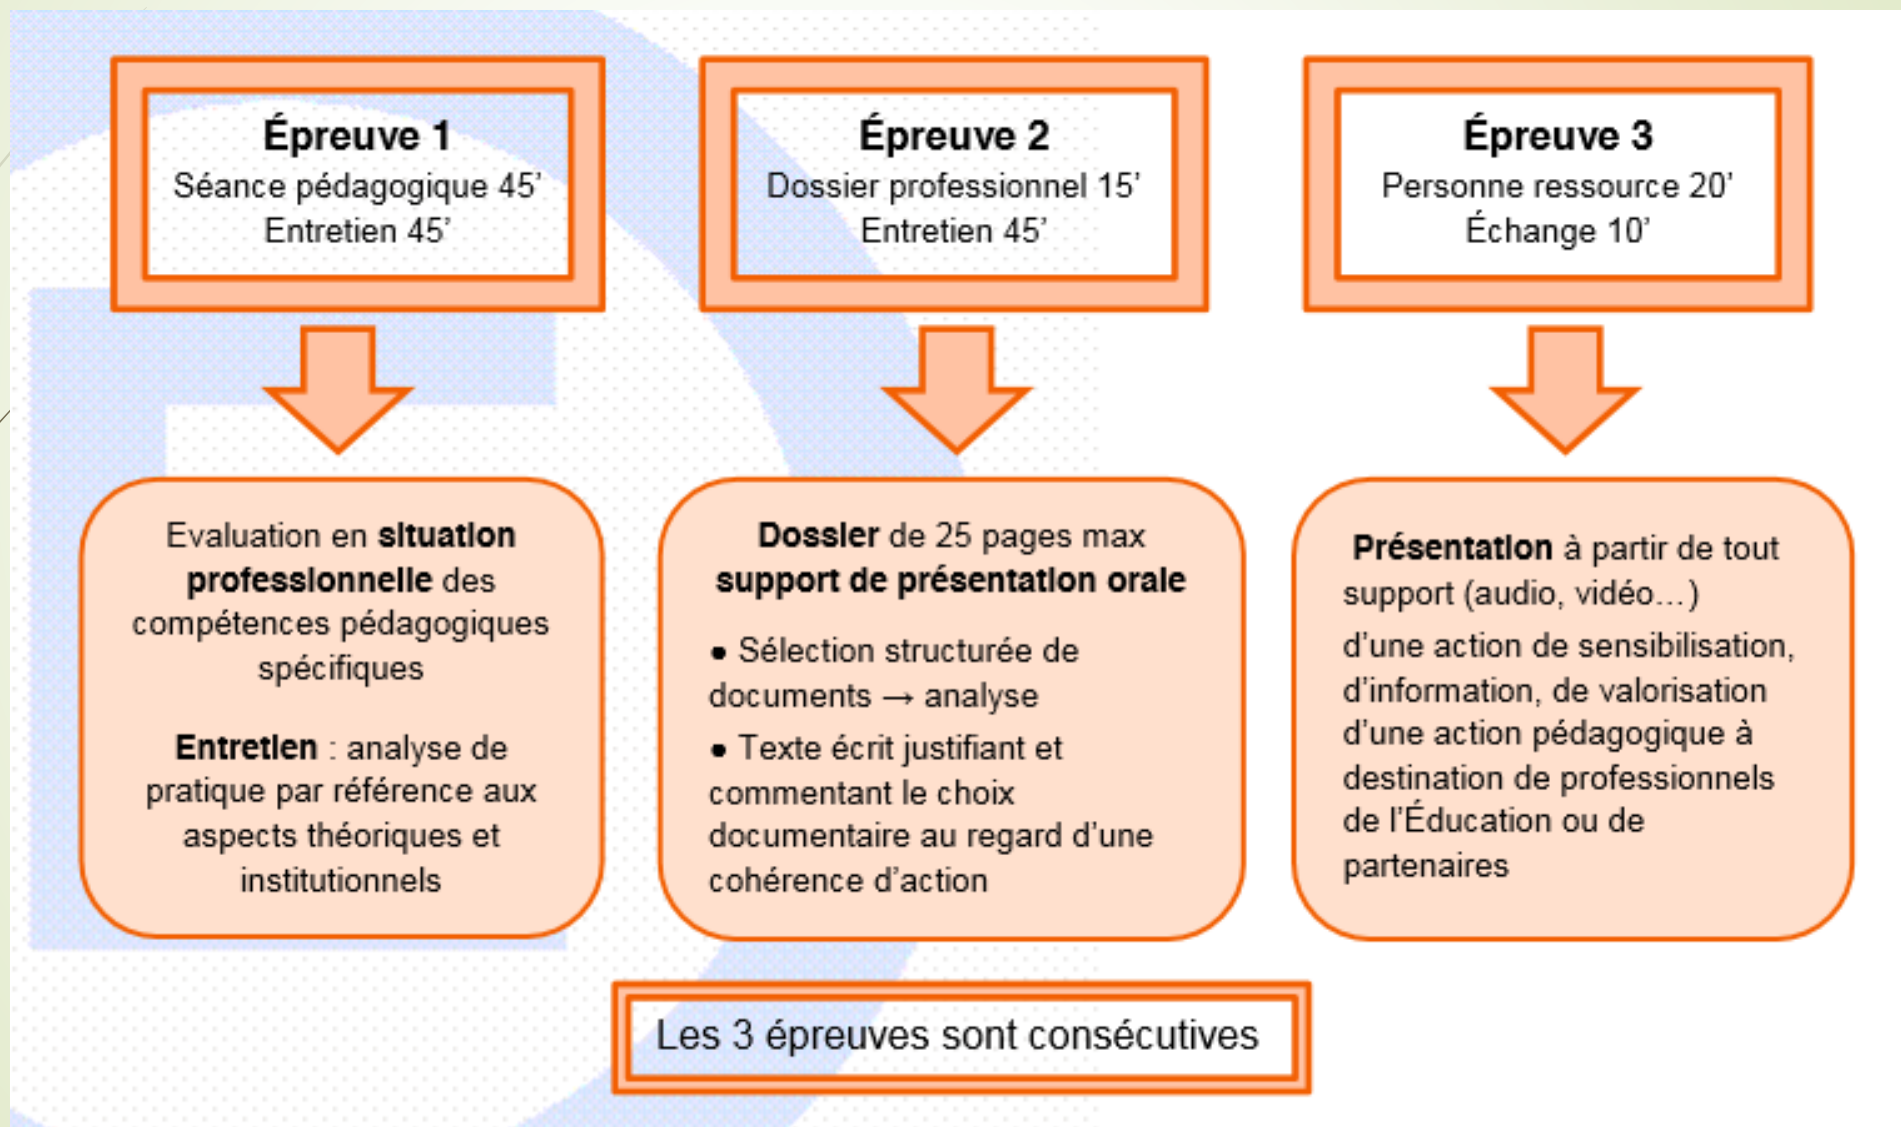 Épreuve 1
Séance pédagogique 45’
Entretien 45’
Épreuve 2
Dossier professionnel 15’
Entretien 45’
Épreuve 3
Personne ressource 20’
Échange 10’
Evaluation en situation
professionnelle des
compétences pédagogiques
spécifiques
Entretien : analyse de
pratique par référence aux
aspects théoriques et
institutionnels
Dossier de 25 pages max
support de présentation orale
● Sélection structurée de
documents → analyse
● Texte écrit justifiant et
commentant le choix
documentaire au regard d’une
cohérence d’action
Présentation à partir de tout
support (audio, vidéo...)
d’une action de sensibilisation,
d’information, de valorisation
d’une action pédagogique à
destination de professionnels
de l’Éducation ou de
partenaires
Les 3 épreuves sont consécutives